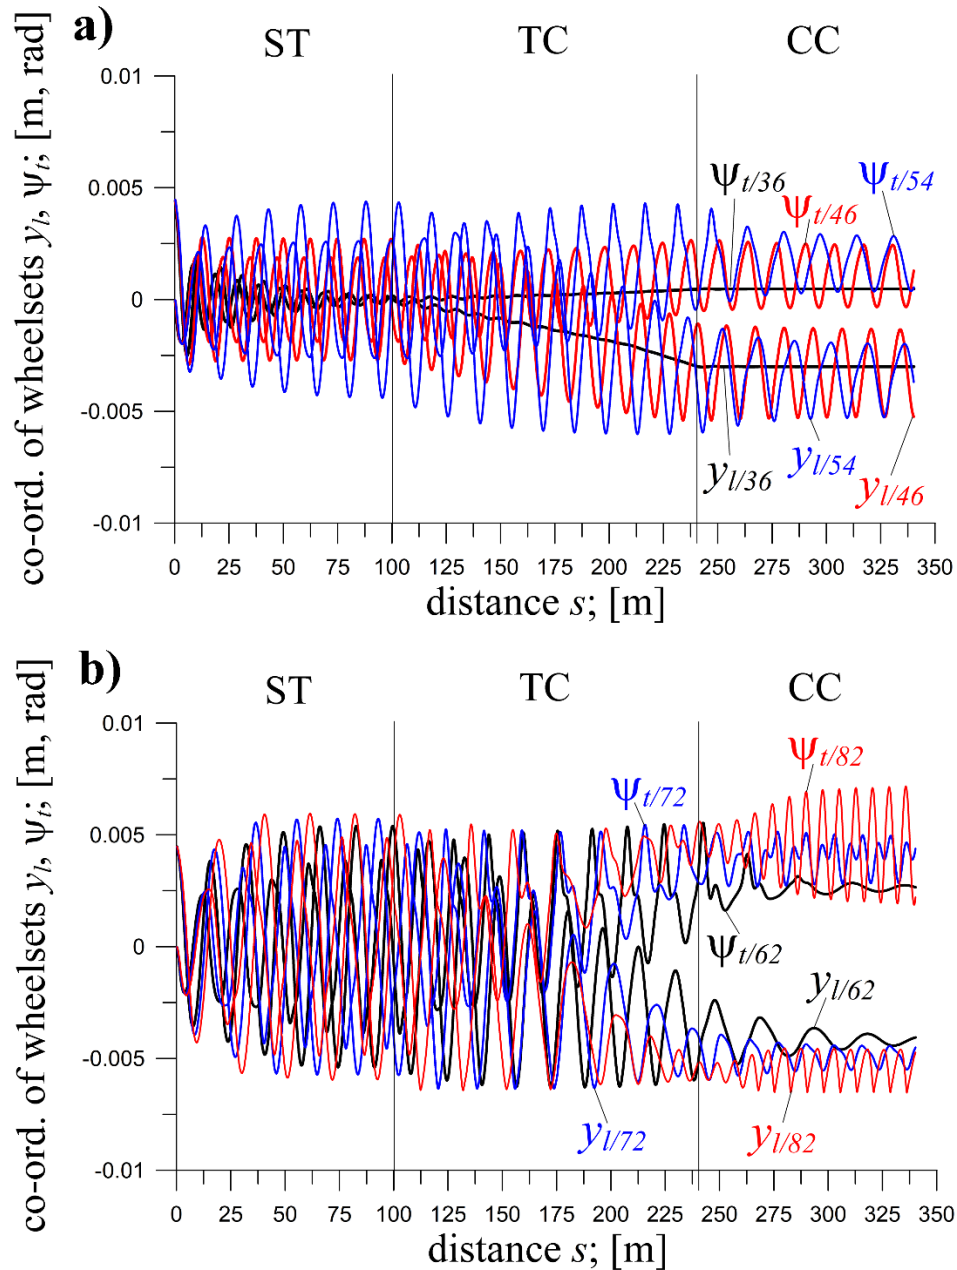 a)
ST TC CC
co-ord. of wheelsets yl, ψt; [m, rad]
0.01
0.005
0
-0.005
-0.01
ψt/36
ψt/46
ψt/54
yl/36
yl/54
yl/46
0 25 50 75 100 125 150 175 200 225 250 275 300 325 350
distance s; [m]
b)
ST TC CC
co-ord. of wheelsets yl, ψt; [m, rad]
0.01
0.005
0
-0.005
-0.01
ψt/82
ψt/72
ψt/62
yl/62
yl/72
yl/82
0 25 50 75 100 125 150 175 200 225 250 275 300 325 350
distance s; [m]